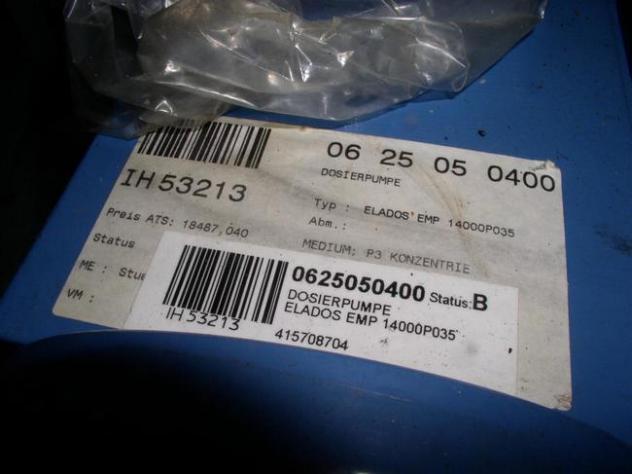 06 25 05 0400
DOSIERPUMPE
IH 53213
Typ : ELADOS EMP 14000P035
Abm.:
Preis ATS: 18487,040
MEDIUM: P3 KONZENTRIE
Status
ME :
VM :
0625050400 Status:B
DOSIERPUMPE
ELADOS EMP 14000P035
IH 53213
415708704